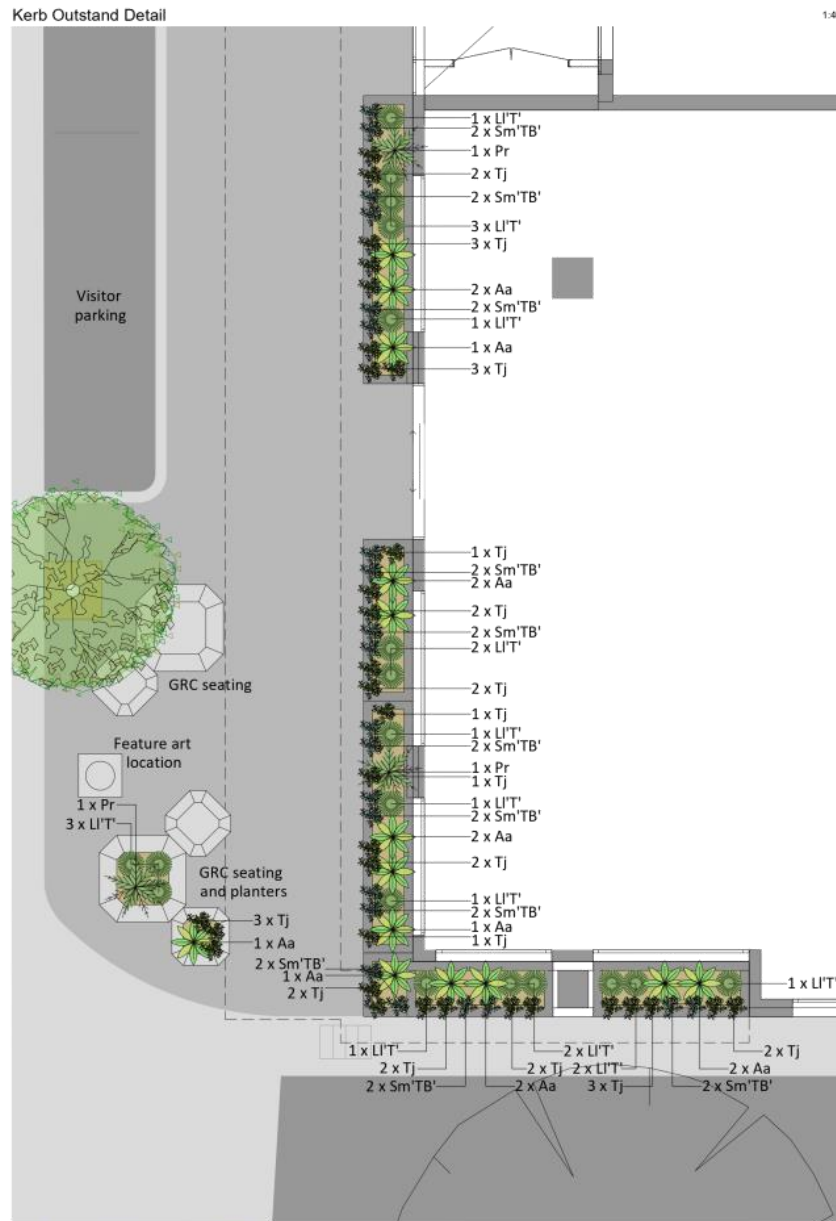 Kerb Outstand Detail
1:4
1 x Ll'T'
2 x Sm'TB'
1 x Pr
2 x Tj
2 x Sm'TB'
3 x Ll'T'
3 x Tj
2 x Aa
2 x Sm'TB'
1 x Ll'T'
1 x Aa
3 x Tj
Visitor
parking
1 x Tj
2 x Sm'TB'
2 x Aa
2 x Tj
2 x Sm'TB'
2 x Ll'T'
2 x Tj
GRC seating
1 x Tj
1 x Ll'T'
2 x Sm'TB'
1 x Pr
1 x Tj
1 x Ll'T'
2 x Sm'TB'
2 x Aa
2 x Tj
1 x Ll'T'
2 x Sm'TB'
1 x Aa
1 x Tj
Feature art
location
1 x Pr
3 x Ll'T'
GRC seating
and planters
3 x Tj
1 x Aa
2 x Sm'TB'
1 x Aa
2 x Tj
1 x Ll'T'
1 x Ll'T'
2 x Ll'T'
2 x Tj
2 x Tj
2 x Tj
2 x Ll'T'
2 x Aa
2 x Sm'TB'
2 x Aa
3 x Tj
2 x Sm'TB'